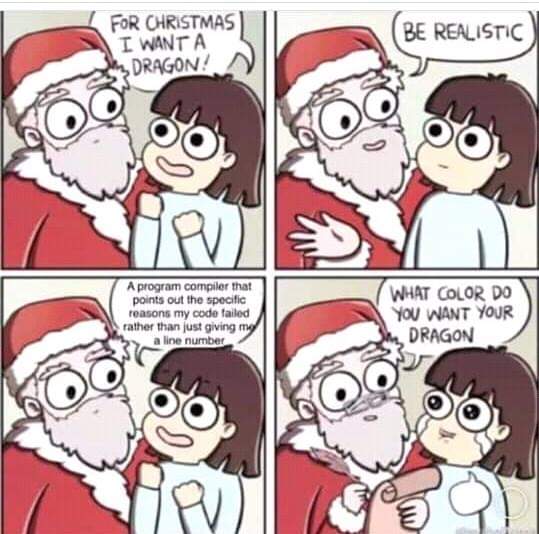 FOR CHRISTMAS
I WANT A
DRAGON!
BE REALISTIC
A program compiler that
points out the specific
reasons my code failed
rather than just giving me
a line number
WHAT COLOR DO
YOU WANT YOUR
DRAGON